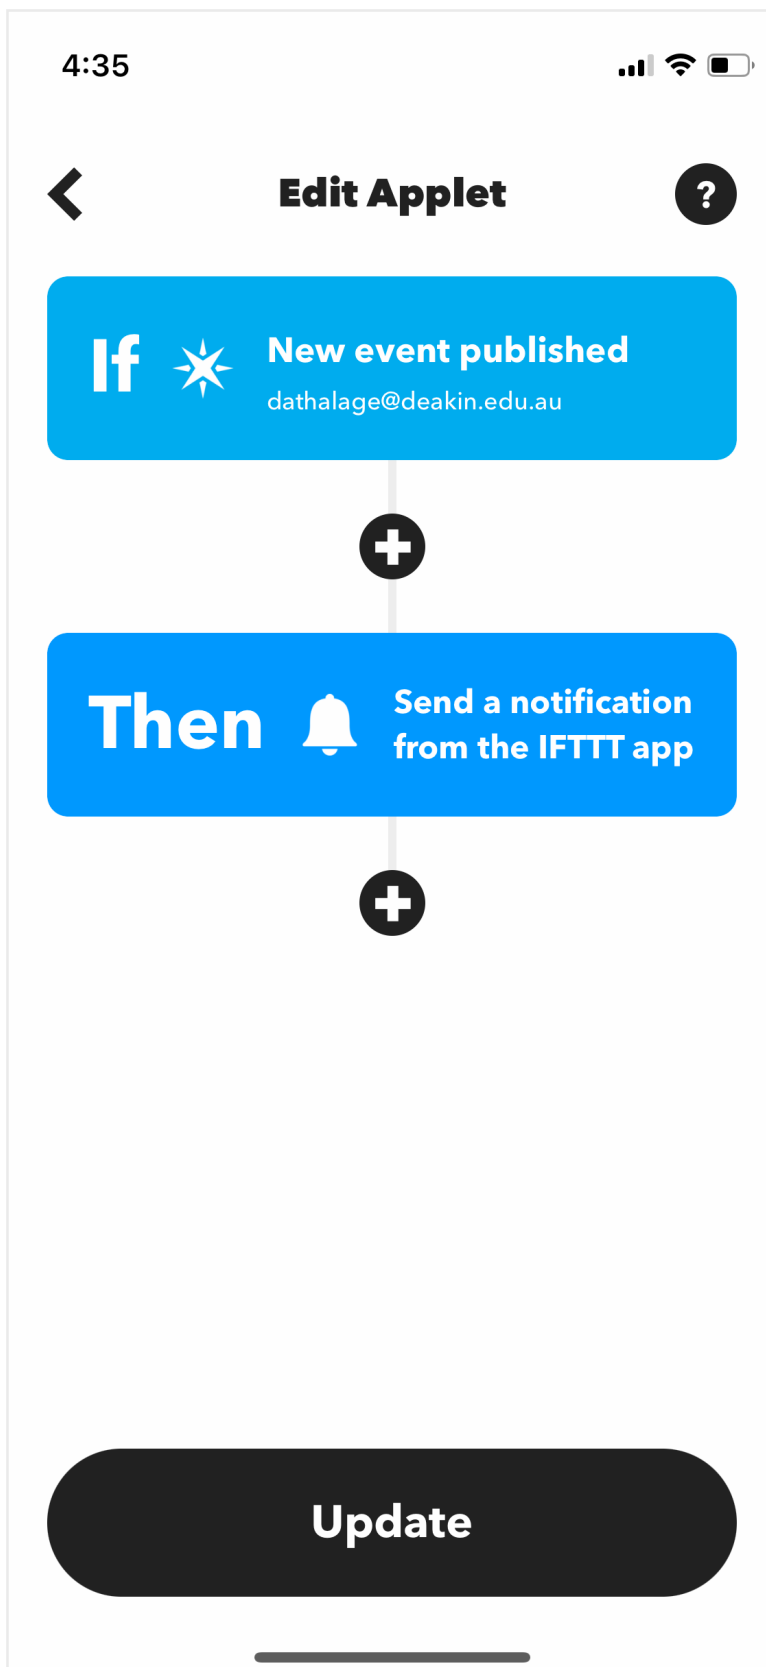 4:35
Edit Applet
?
If
New event published
dathalage@deakin.edu.au
Then
Send a notification
from the IFTTT app
Update